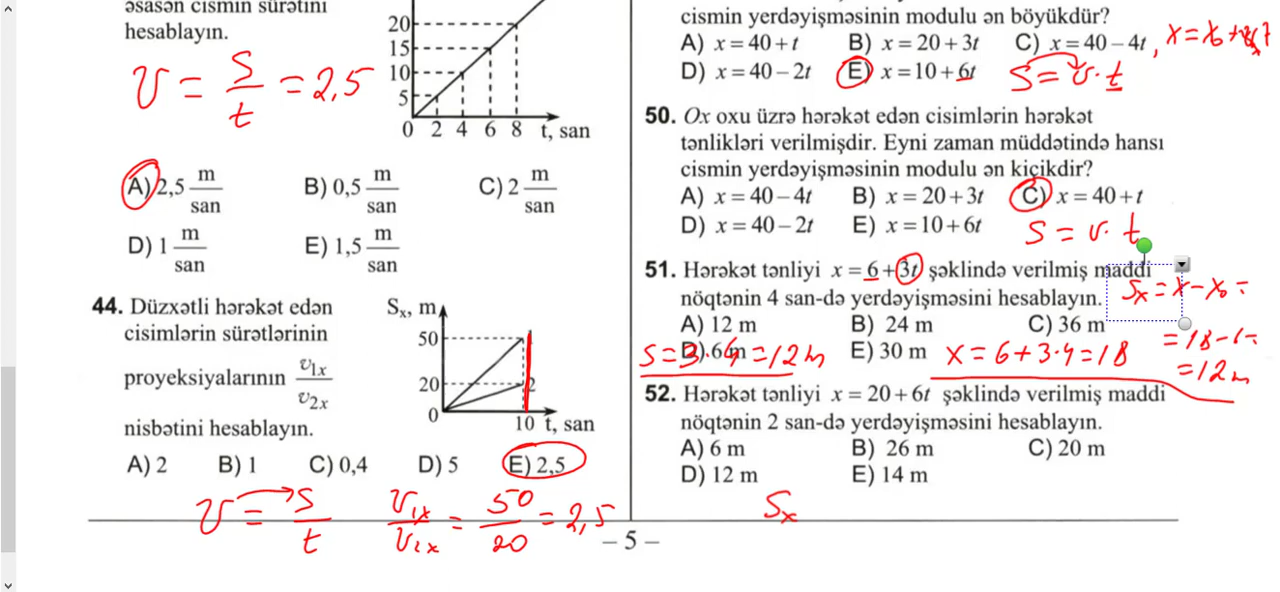 əsasən cismin sürətini
hesablayın.
20
15
10
5
0 2 4 6 8 t, san
v = s/t = 2,5
A) 2,5 m/san B) 0,5 m/san C) 2 m/san
D) 1 m/san E) 1,5 m/san
44. Düzxətli hərəkət edən
cisimlərin sürətlərinin
proyeksiyalarının v1x/v2x
nisbətini hesablayın.
Sx, m
50
20
2
0 10 t, san
A) 2 B) 1 C) 0,4 D) 5 E) 2,5
v = s/t v1x/v2x = 50/20 = 2,5
cismin yerdəyişməsinin modulu ən böyükdür?
A) x = 40 + t B) x = 20 + 3t C) x = 40 – 4t,
D) x = 40 – 2t E) x = 10 + 6t S = v · t
50. Ox oxu üzrə hərəkət edən cisimlərin hərəkət
tənlikləri verilmişdir. Eyni zaman müddətində hansı
cismin yerdəyişməsinin modulu ən kiçikdir?
A) x = 40 – 4t B) x = 20 + 3t C) x = 40 + t
D) x = 40 – 2t E) x = 10 + 6t S = v · t
51. Hərəkət tənliyi x = 6 + 3t şəklində verilmiş maddi
nöqtənin 4 san-də yerdəyişməsini hesablayın. Sx = x – x0 =
A) 12 m B) 24 m C) 36 m
= 18 – 6 =
D) 6 m E) 30 m
S = 3 · 4 = 12 m x = 6 + 3 · 4 = 18
= 12 m
52. Hərəkət tənliyi x = 20 + 6t şəklində verilmiş maddi
nöqtənin 2 san-də yerdəyişməsini hesablayın.
A) 6 m B) 26 m C) 20 m
D) 12 m E) 14 m
Sx
– 5 –